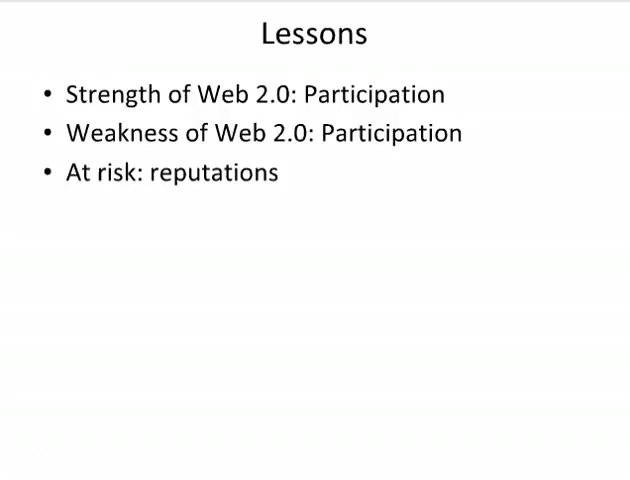 Lessons
• Strength of Web 2.0: Participation
• Weakness of Web 2.0: Participation
• At risk: reputations